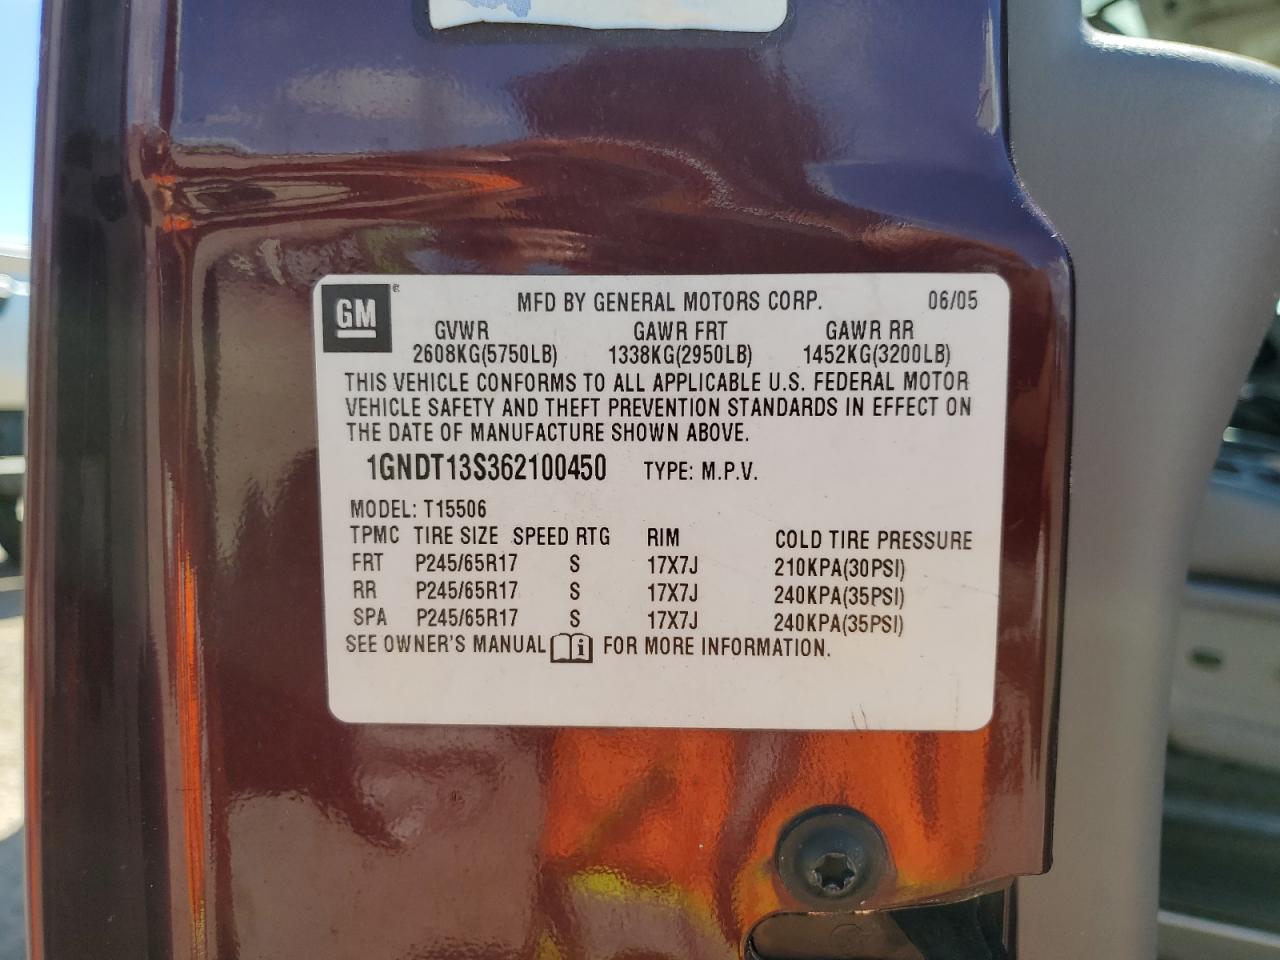 GM ® MFD BY GENERAL MOTORS CORP. 06/05
GVWR GAWR FRT GAWR RR
2608KG(5750LB) 1338KG(2950LB) 1452KG(3200LB)
THIS VEHICLE CONFORMS TO ALL APPLICABLE U.S. FEDERAL MOTOR
VEHICLE SAFETY AND THEFT PREVENTION STANDARDS IN EFFECT ON
THE DATE OF MANUFACTURE SHOWN ABOVE.
1GNDT13S362100450 TYPE: M.P.V.
MODEL: T15506
TPMC TIRE SIZE SPEED RTG RIM COLD TIRE PRESSURE
FRT P245/65R17 S 17X7J 210KPA(30PSI)
RR P245/65R17 S 17X7J 240KPA(35PSI)
SPA P245/65R17 S 17X7J 240KPA(35PSI)
SEE OWNER'S MANUAL i FOR MORE INFORMATION.